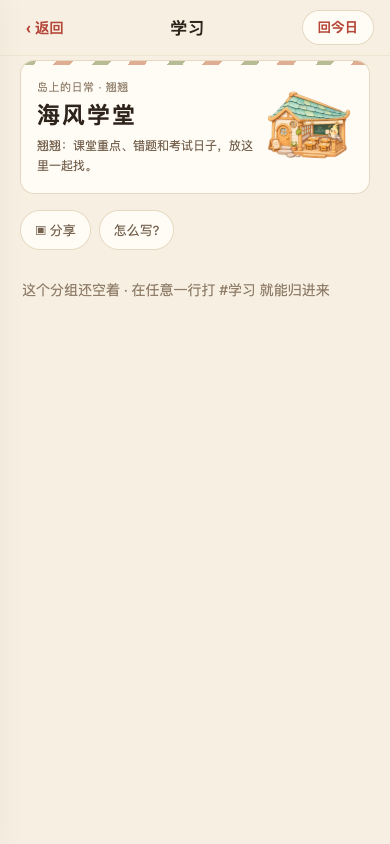 ‹ 返回
学习
回今日
岛上的日常 · 翘翘
海风学堂
翘翘：课堂重点、错题和考试日子，放这
里一起找。
▣ 分享
怎么写?
这个分组还空着 · 在任意一行打 #学习 就能归进来